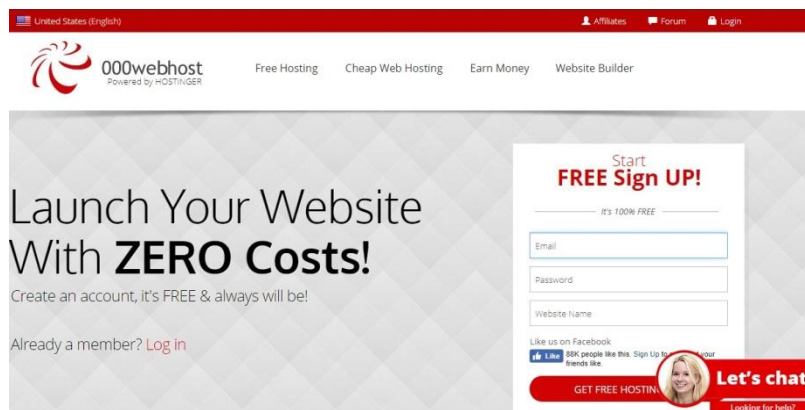 United States (English)
Affiliates
Forum
Login
000webhost
Powered by HOSTINGER
Free Hosting
Cheap Web Hosting
Earn Money
Website Builder
Launch Your Website
With ZERO Costs!
Create an account, it's FREE & always will be!
Already a member? Log in
Start
FREE Sign UP!
It's 100% FREE
Email
Password
Website Name
Like us on Facebook
Like
88K people like this. Sign Up to your
friends like.
GET FREE HOSTIN
Let's chat
Looking for help?